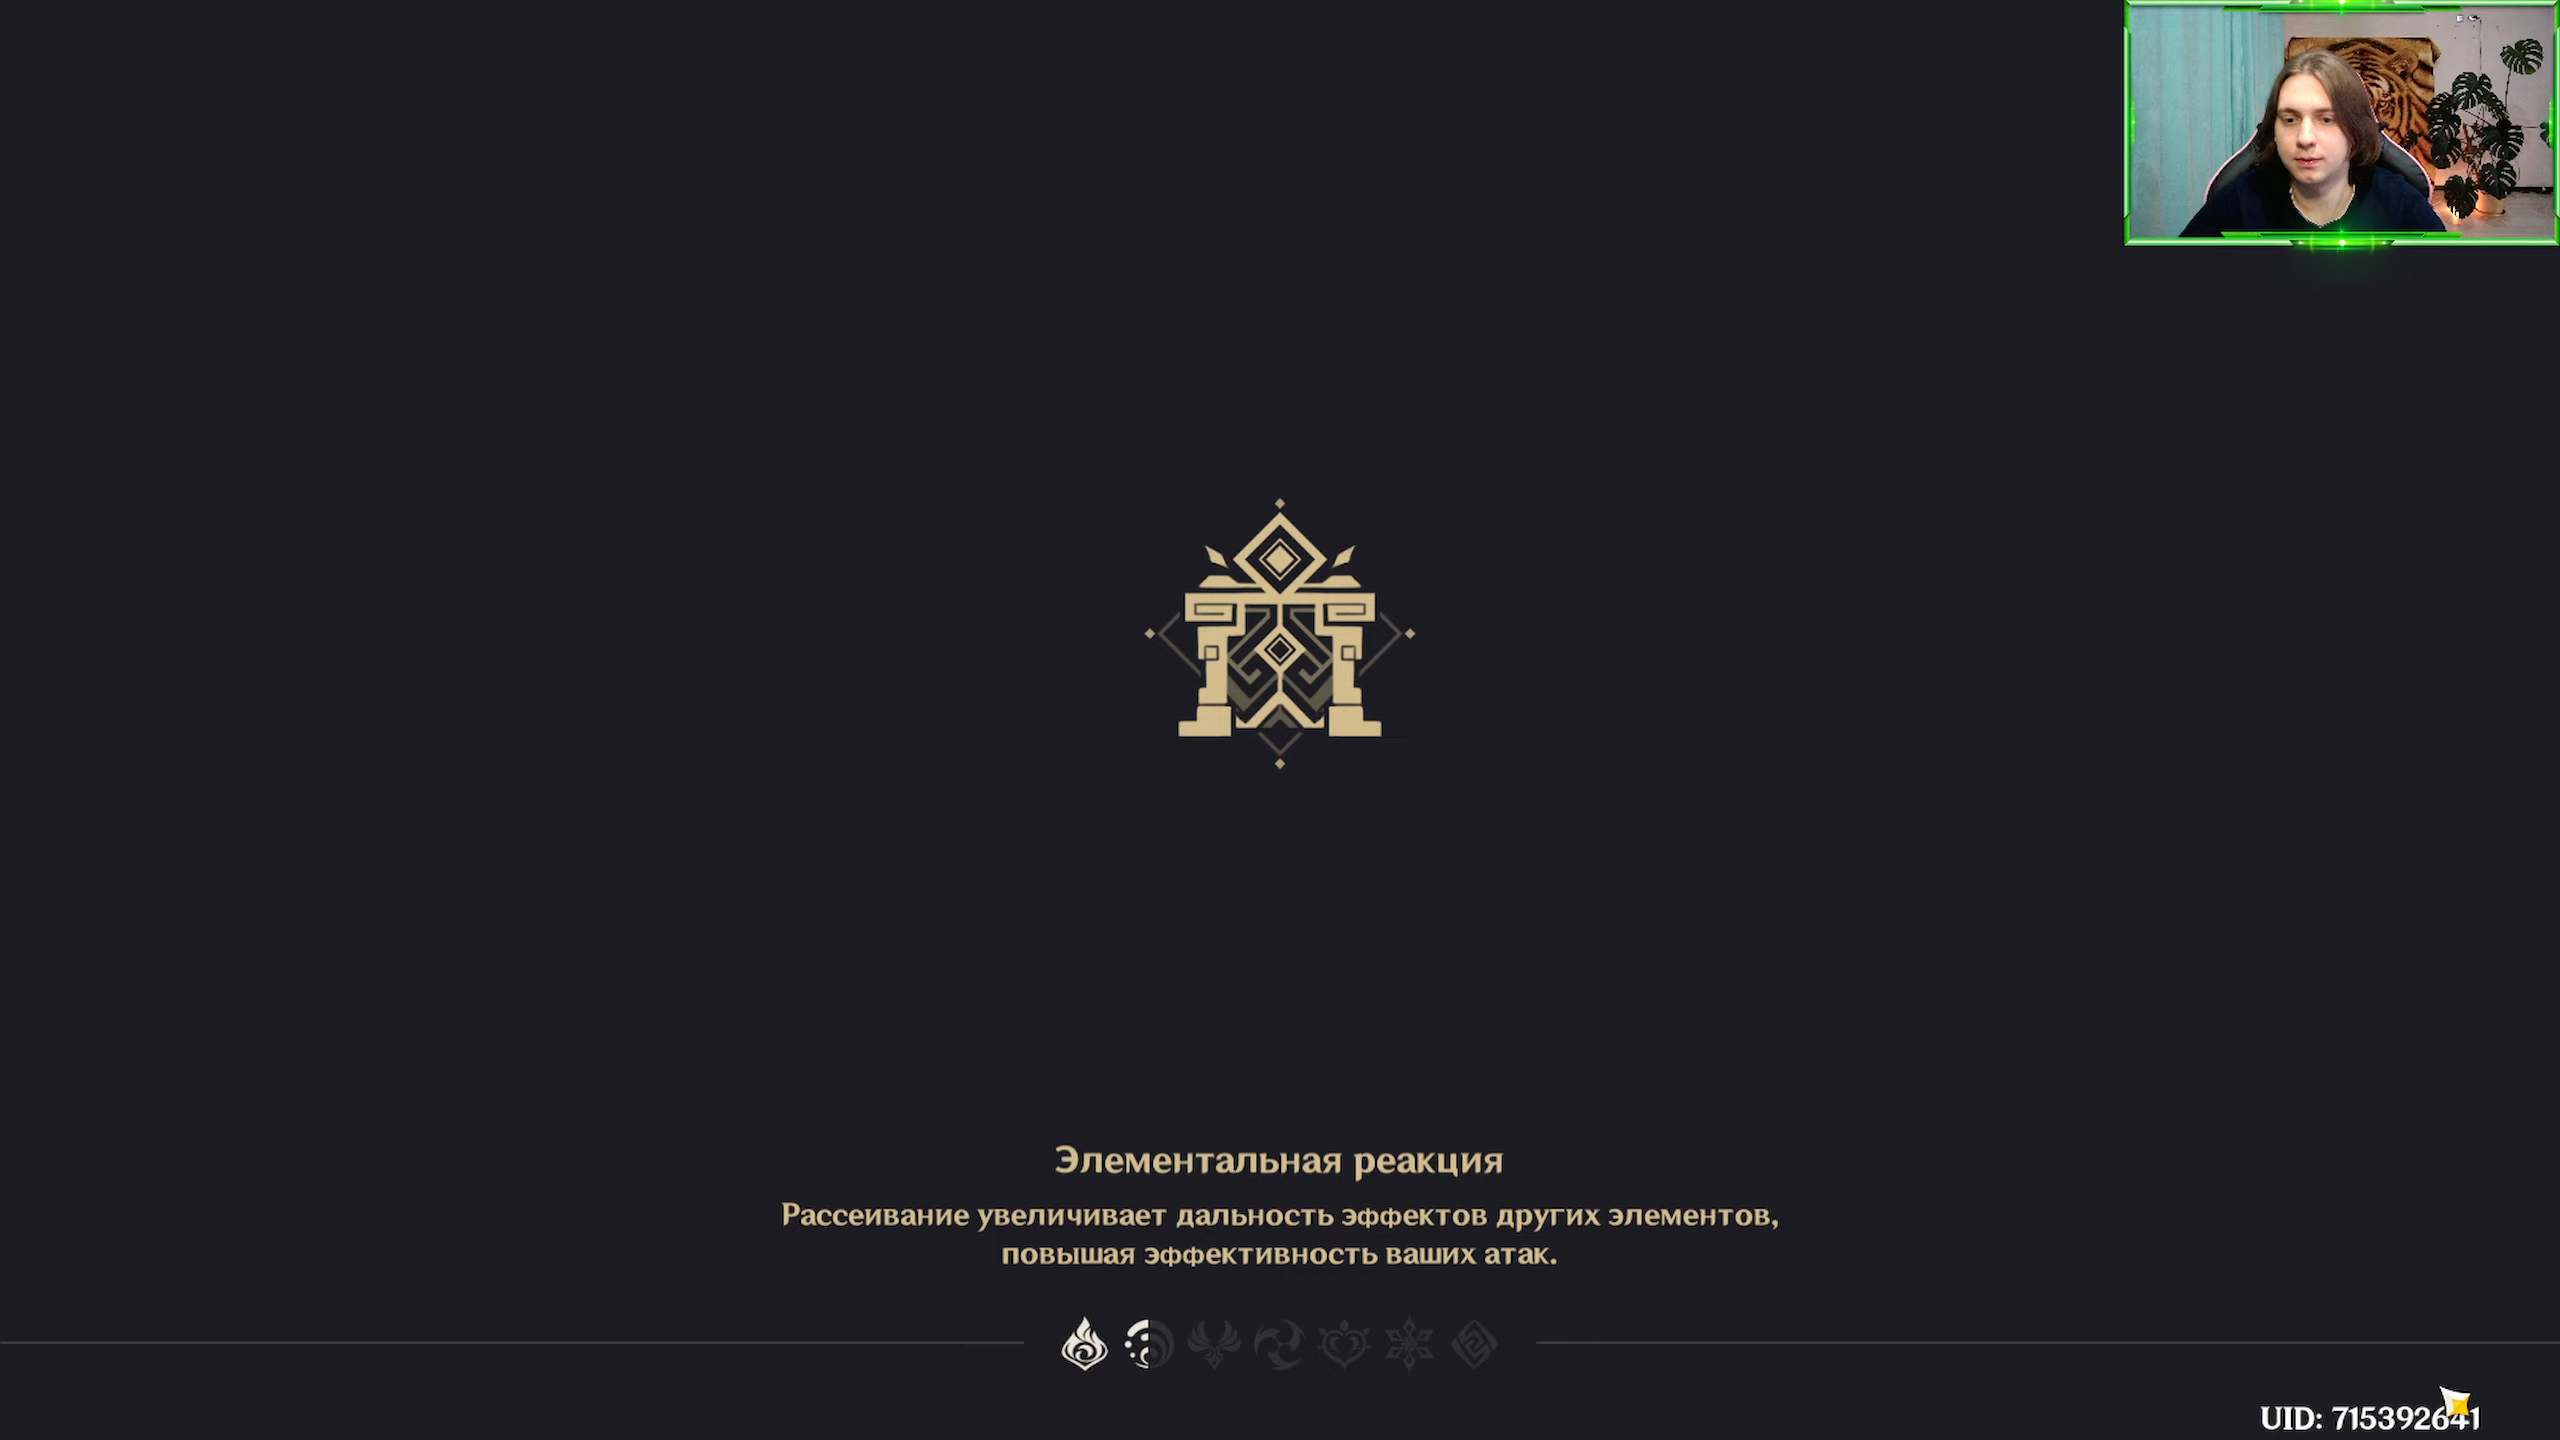 Элементальная реакция
Рассеивание увеличивает дальность эффектов других элементов,
повышая эффективность ваших атак.
UID: 715392641